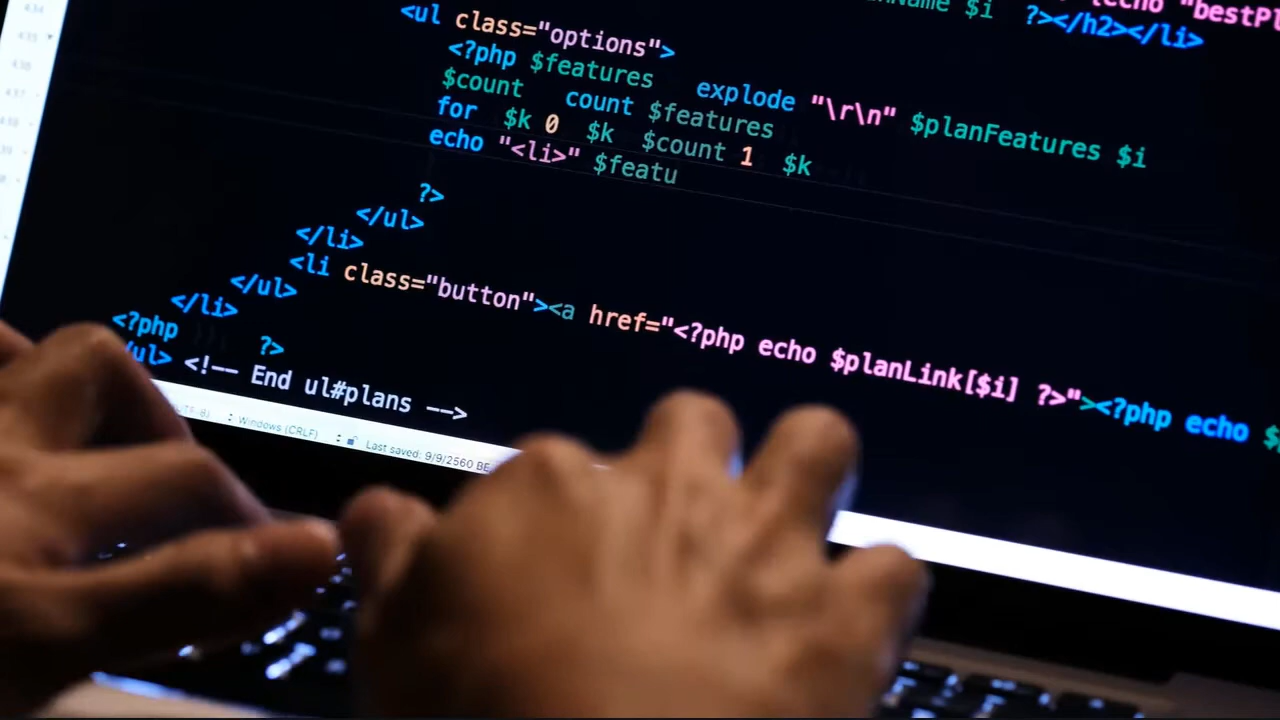 $i ?></h2></li>
<ul class="options">
<?php $features explode "\r\n" $planFeatures $i
$count count $features
for $k 0 $k $count 1 $k
echo "<li>" $featu
?>
</ul>
</li>
<li class="button"><a href="<?php echo $planLink[$i] ?>"><?php echo
</ul>
</li>
<?php ?>
/ul> <!-- End ul#plans -->
Windows (CRLF) Last saved: 9/9/2560 BE